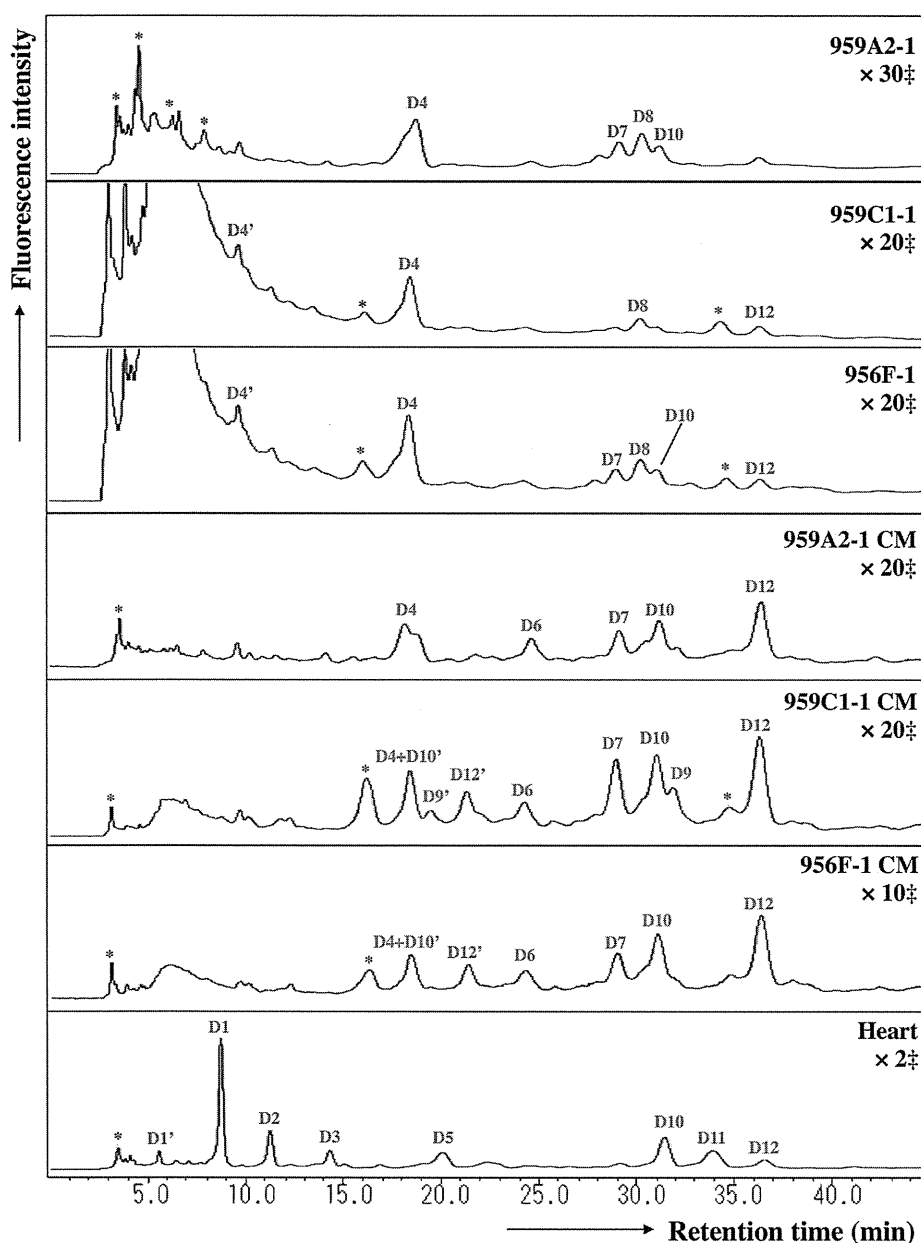 Fluorescence intensity
959A2-1
× 30‡
*
*
*
*
D4
D7
D8
D10
959C1-1
× 20‡
D4’
*
D4
D8
*
D12
956F-1
× 20‡
D4’
*
D4
D7
D8
D10
*
D12
959A2-1 CM
× 20‡
*
D4
D6
D7
D10
D12
959C1-1 CM
× 20‡
*
*
D4+D10’
D9’
D12’
D6
D7
D10
D9
*
D12
956F-1 CM
× 10‡
*
*
D4+D10’
D12’
D6
D7
D10
D12
Heart
× 2‡
*
D1’
D1
D2
D3
D5
D10
D11
D12
5.0 10.0 15.0 20.0 25.0 30.0 35.0 40.0
Retention time (min)